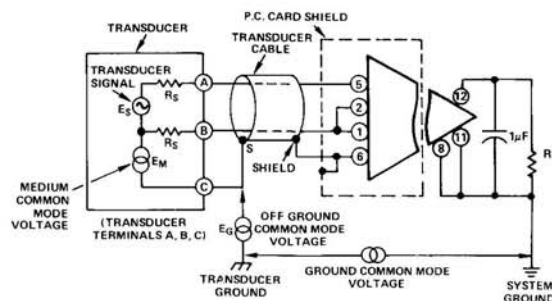 P.C. CARD SHIELD
TRANSDUCER
TRANSDUCER
CABLE
TRANSDUCER
SIGNAL
RS
A
5
12
ES
2
RS
B
1
1μF
R
EM
S
6
8
11
SHIELD
MEDIUM
COMMON
MODE
VOLTAGE
C
(TRANSDUCER
TERMINALS A, B, C)
EG
OFF GROUND
COMMON MODE
VOLTAGE
TRANSDUCER
GROUND
GROUND COMMON MODE
VOLTAGE
SYSTEM
GROUND